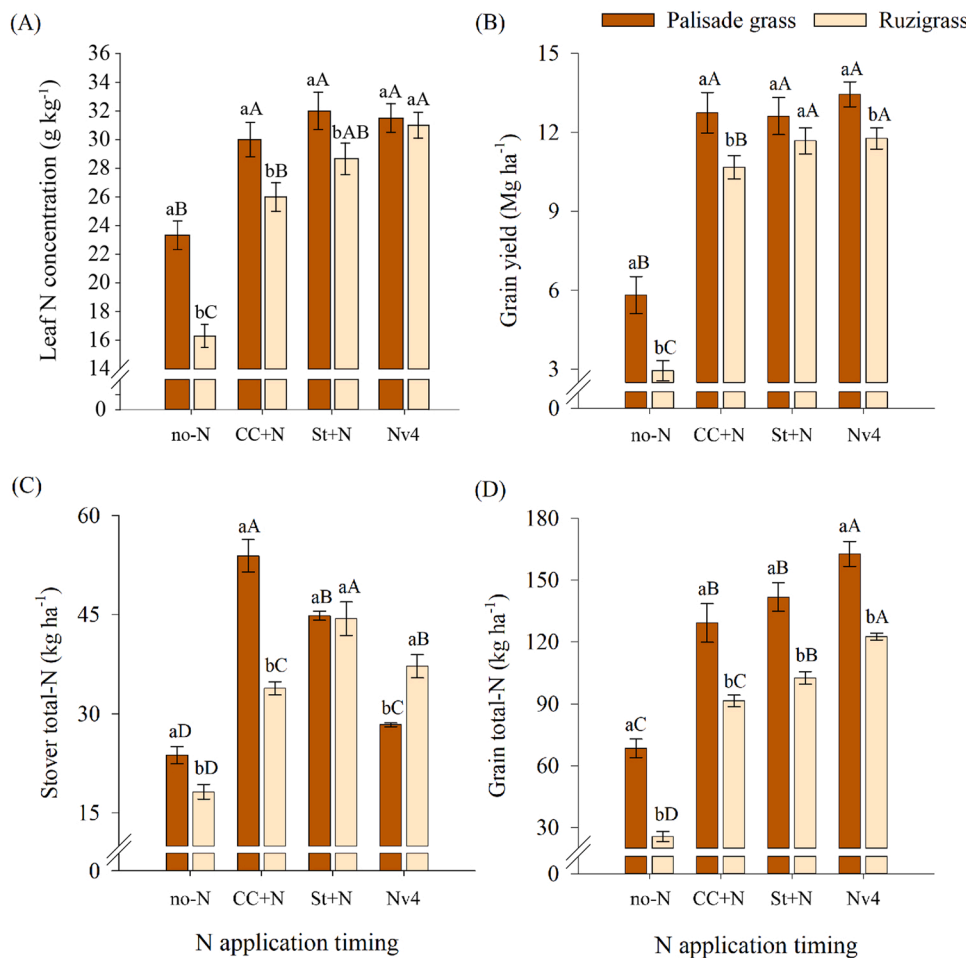 Palisade grass Ruzigrass
(A)
Leaf N concentration (g kg⁻¹)
36
34
32
30
28
26
24
22
20
18
16
14
0
aB
bC
aA
bB
aA
bAB
aA
aA
no-N CC+N St+N Nv4
(B)
Grain yield (Mg ha⁻¹)
15
12
9
6
3
0
aB
bC
aA
bB
aA
aA
aA
bA
no-N CC+N St+N Nv4
(C)
Stover total-N (kg ha⁻¹)
60
45
30
15
0
aD
bD
aA
bC
aB
aA
bC
aB
no-N CC+N St+N Nv4
N application timing
(D)
Grain total-N (kg ha⁻¹)
180
150
120
90
60
30
0
aC
bD
aB
bC
aB
bB
aA
bA
no-N CC+N St+N Nv4
N application timing